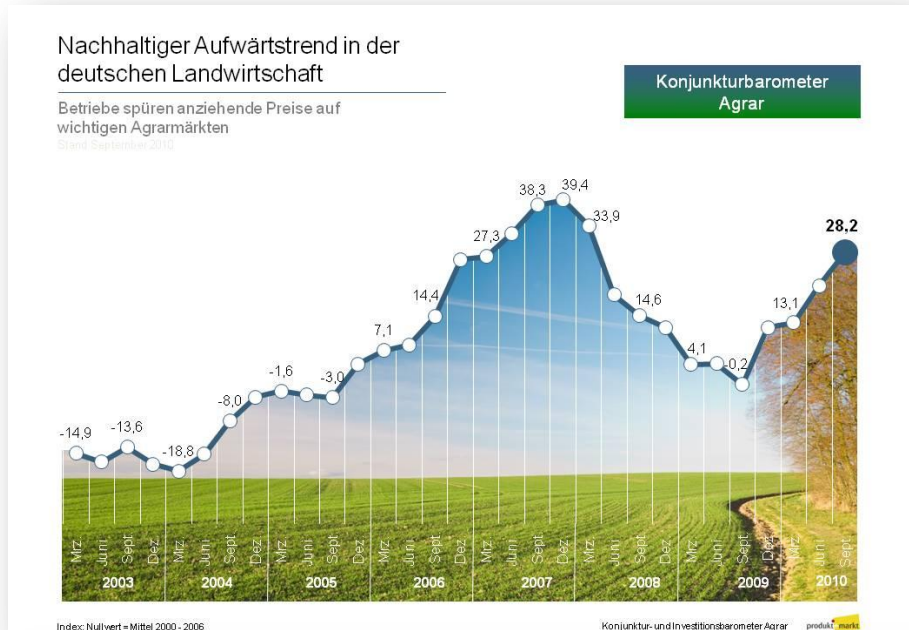 Nachhaltiger Aufwärtstrend in der
deutschen Landwirtschaft
Konjunkturbarometer
Agrar
Betriebe spüren anziehende Preise auf
wichtigen Agrarmärkten
Stand September 2010
-14,9
-13,6
-18,8
-8,0
-1,6
-3,0
7,1
14,4
27,3
38,3
39,4
33,9
14,6
4,1
-0,2
13,1
28,2
Mrz. Juni Sept Dez. Mrz. Juni Sept Dez Mrz. Juni Sept Dez. Mrz. Juni Sept Dez. Mrz. Juni Sept Dez. Mrz. Juni Sept Dez. Mrz. Juni Sept Dez. Mrz. Juni Sept
2003 2004 2005 2006 2007 2008 2009 2010
Index: Nullwert = Mittel 2000 - 2006
Konjunktur- und Investitionsbarometer Agrar
produkt markt